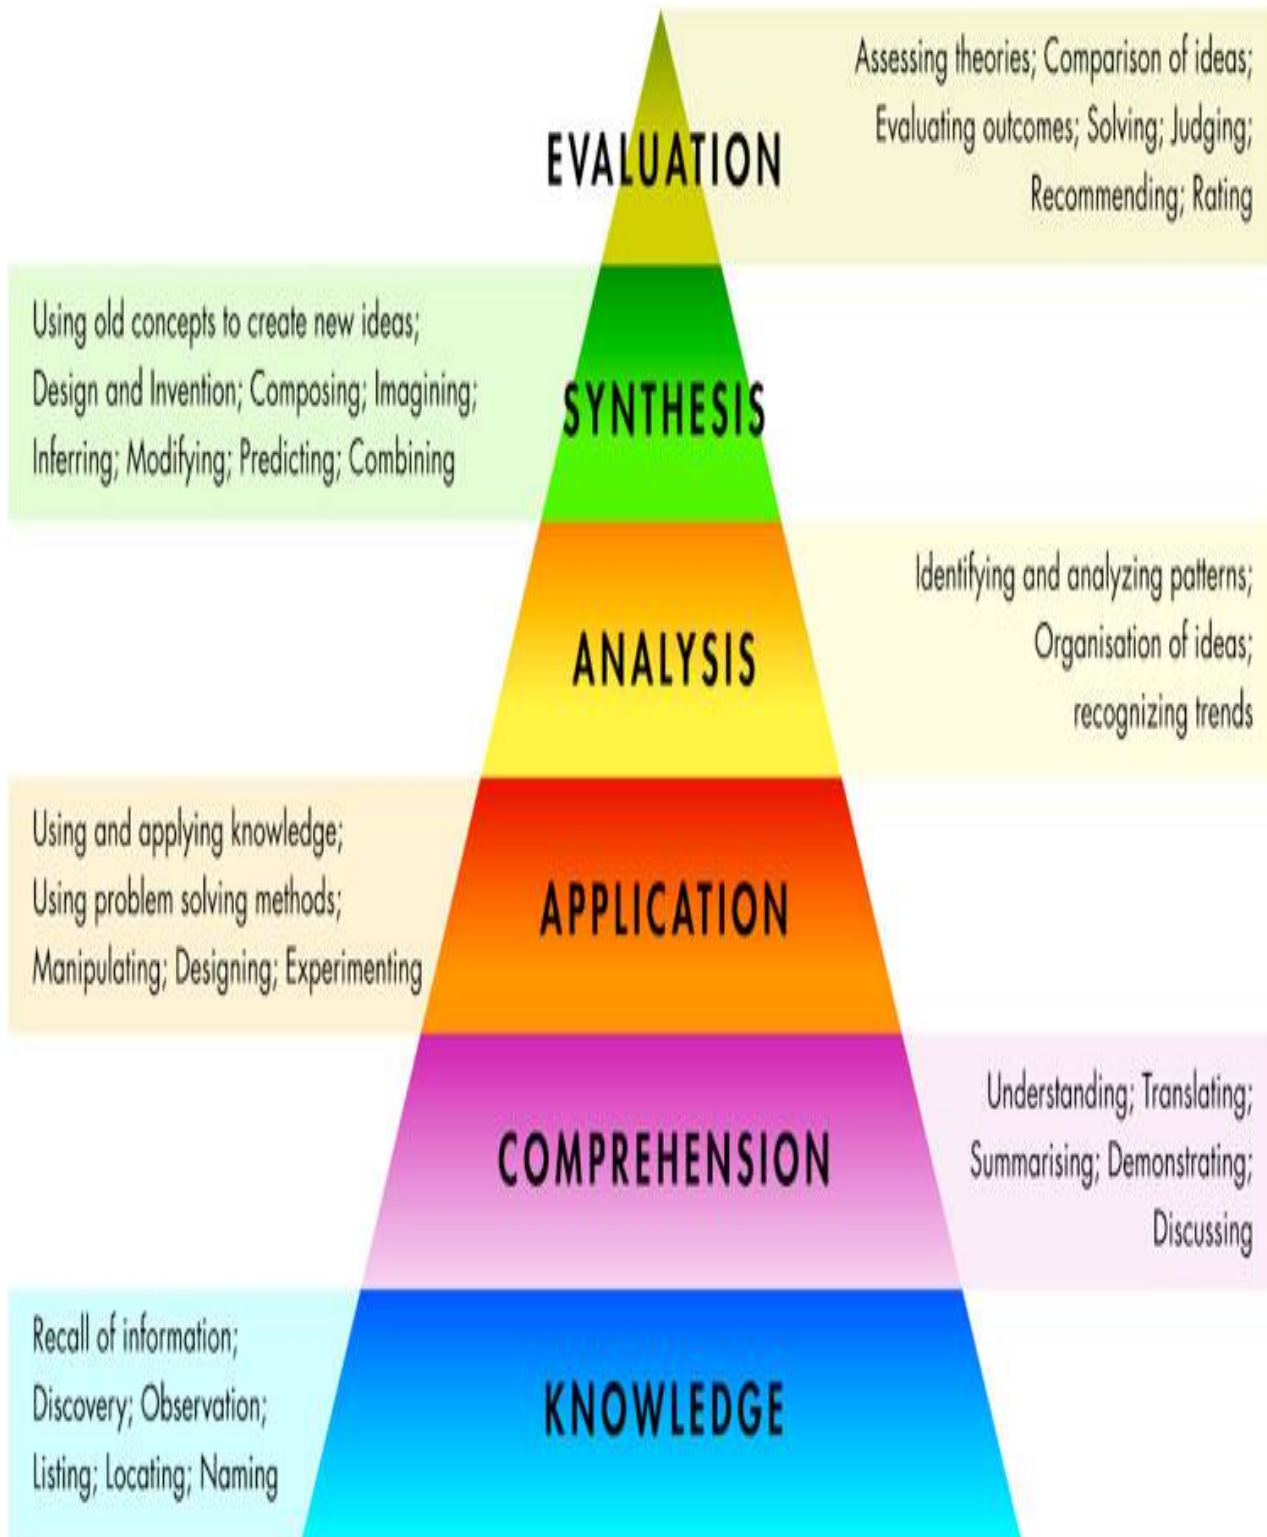 EVALUATION
Assessing theories; Comparison of ideas;
Evaluating outcomes; Solving; Judging;
Recommending; Rating
Using old concepts to create new ideas;
Design and Invention; Composing; Imagining;
Inferring; Modifying; Predicting; Combining
SYNTHESIS
ANALYSIS
Identifying and analyzing patterns;
Organisation of ideas;
recognizing trends
Using and applying knowledge;
Using problem solving methods;
Manipulating; Designing; Experimenting
APPLICATION
COMPREHENSION
Understanding; Translating;
Summarising; Demonstrating;
Discussing
Recall of information;
Discovery; Observation;
Listing; Locating; Naming
KNOWLEDGE